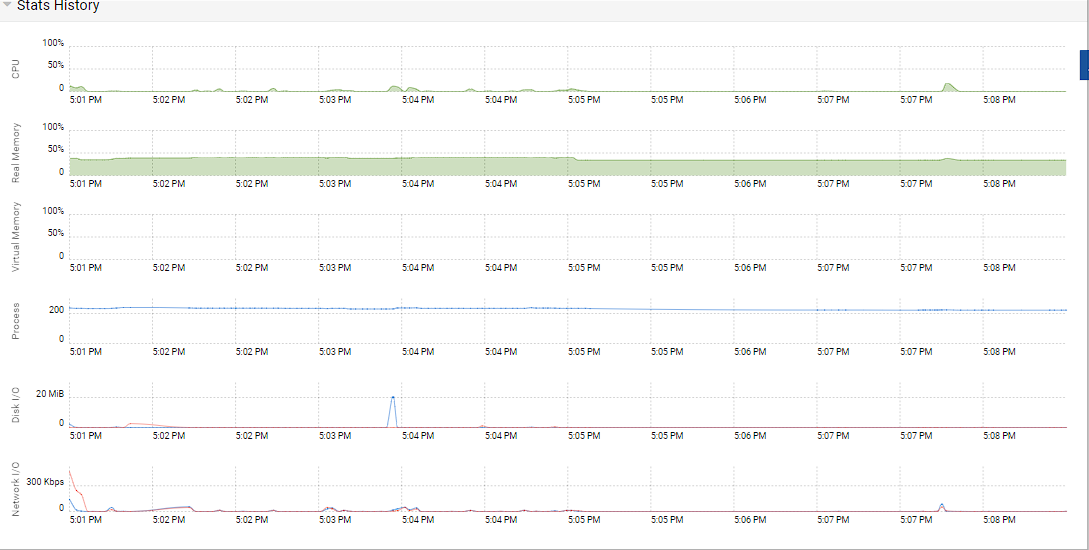 Stats History
CPU
100%
50%
0
5:01 PM 5:02 PM 5:02 PM 5:03 PM 5:04 PM 5:04 PM 5:05 PM 5:05 PM 5:06 PM 5:07 PM 5:07 PM 5:08 PM
Real Memory
100%
50%
0
5:01 PM 5:02 PM 5:02 PM 5:03 PM 5:04 PM 5:04 PM 5:05 PM 5:05 PM 5:06 PM 5:07 PM 5:07 PM 5:08 PM
Virtual Memory
100%
50%
0
5:01 PM 5:02 PM 5:02 PM 5:03 PM 5:04 PM 5:04 PM 5:05 PM 5:05 PM 5:06 PM 5:07 PM 5:07 PM 5:08 PM
Process
200
0
5:01 PM 5:02 PM 5:02 PM 5:03 PM 5:04 PM 5:04 PM 5:05 PM 5:05 PM 5:06 PM 5:07 PM 5:07 PM 5:08 PM
Disk I/O
20 MiB
0
5:01 PM 5:02 PM 5:02 PM 5:03 PM 5:04 PM 5:04 PM 5:05 PM 5:05 PM 5:06 PM 5:07 PM 5:07 PM 5:08 PM
Network I/O
300 Kbps
0
5:01 PM 5:02 PM 5:02 PM 5:03 PM 5:04 PM 5:04 PM 5:05 PM 5:05 PM 5:06 PM 5:07 PM 5:07 PM 5:08 PM